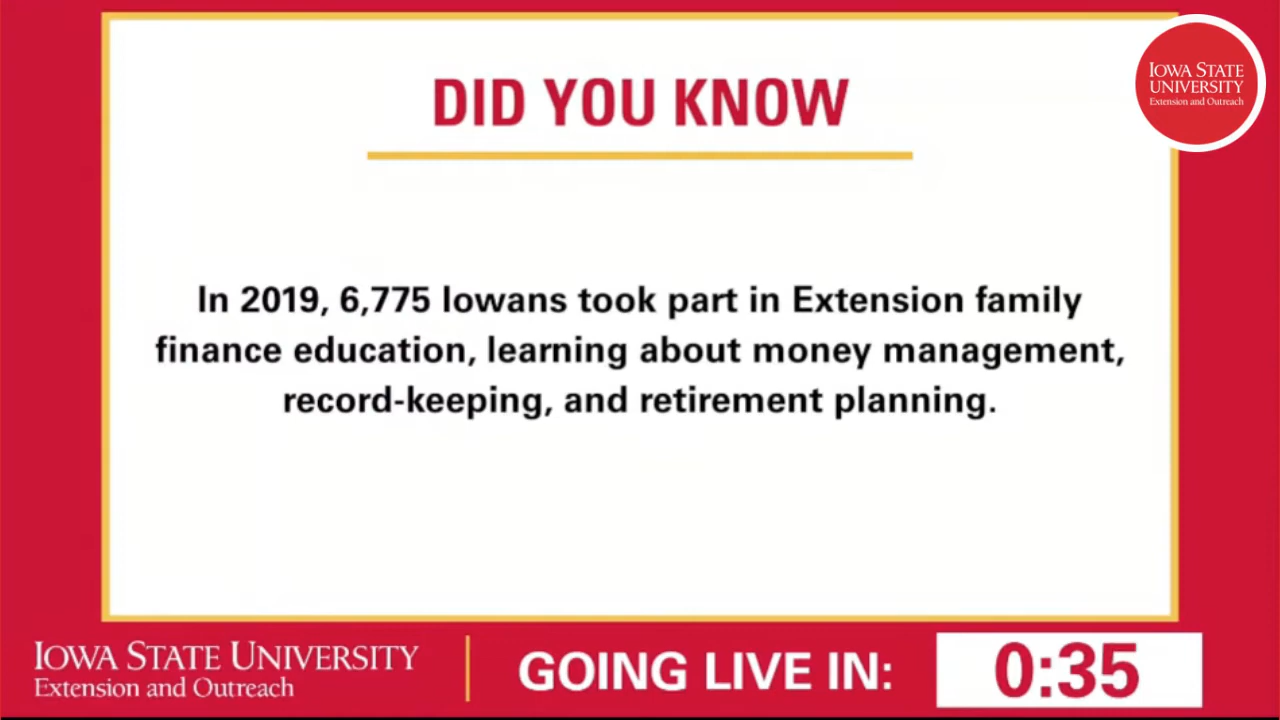 DID YOU KNOW
IOWA STATE
UNIVERSITY
Extension and Outreach
In 2019, 6,775 Iowans took part in Extension family
finance education, learning about money management,
record-keeping, and retirement planning.
IOWA STATE UNIVERSITY
Extension and Outreach
GOING LIVE IN:
0:35